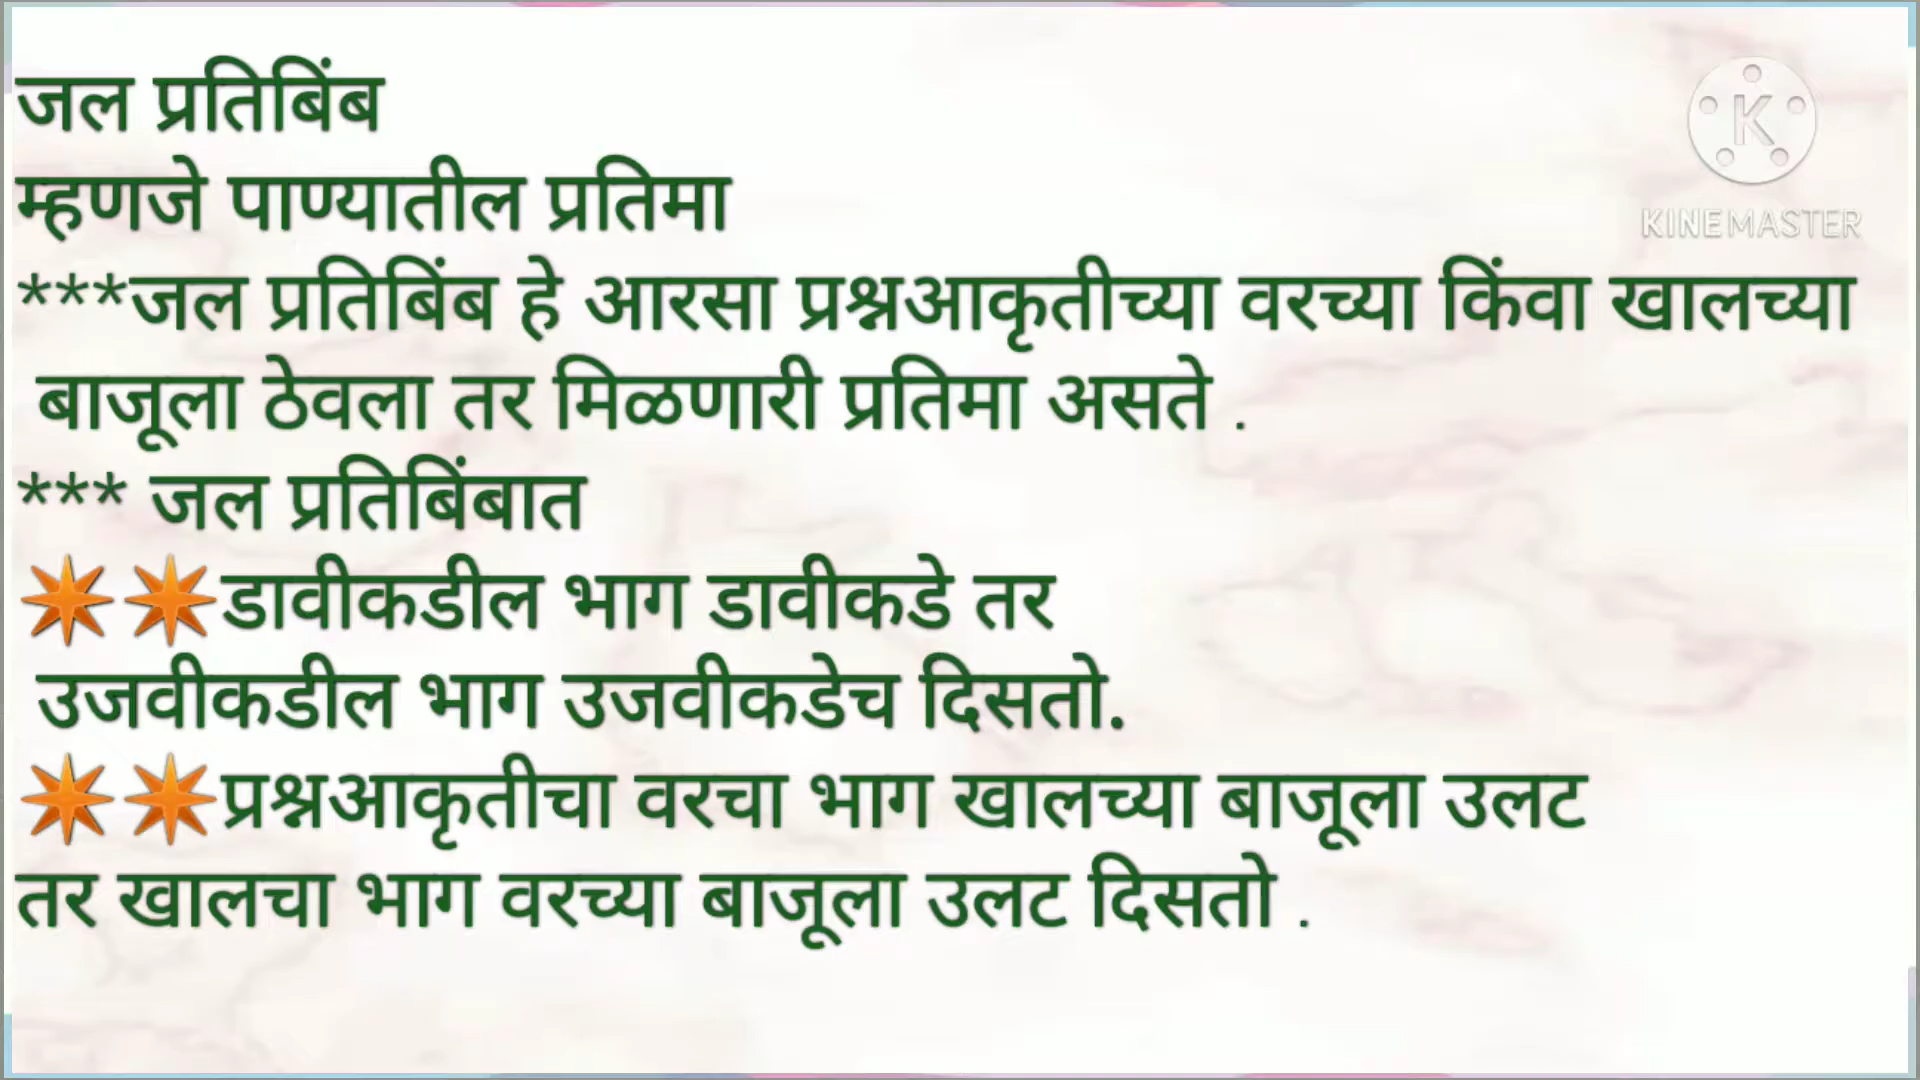 जल प्रतिबिंब
म्हणजे पाण्यातील प्रतिमा
***जल प्रतिबिंब हे आरसा प्रश्नआकृतीच्या वरच्या किंवा खालच्या
बाजूला ठेवला तर मिळणारी प्रतिमा असते .
*** जल प्रतिबिंबात
✴✴डावीकडील भाग डावीकडे तर
उजवीकडील भाग उजवीकडेच दिसतो.
✴✴प्रश्नआकृतीचा वरचा भाग खालच्या बाजूला उलट
तर खालचा भाग वरच्या बाजूला उलट दिसतो .
K
KINEMASTER